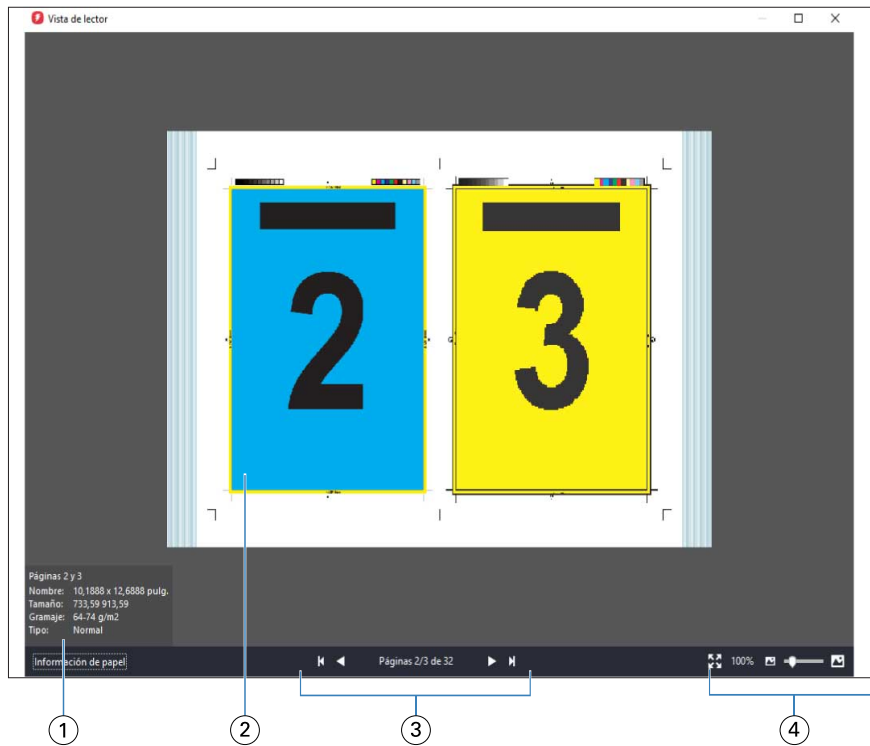 Vista de lector
2
3
Páginas 2 y 3
Nombre: 10,1888 x 12,6888 pulg.
Tamaño: 733,59 913,59
Gramaje: 64-74 g/m2
Tipo: Normal
Información de papel
Páginas 2/3 de 32
100%
1
2
3
4